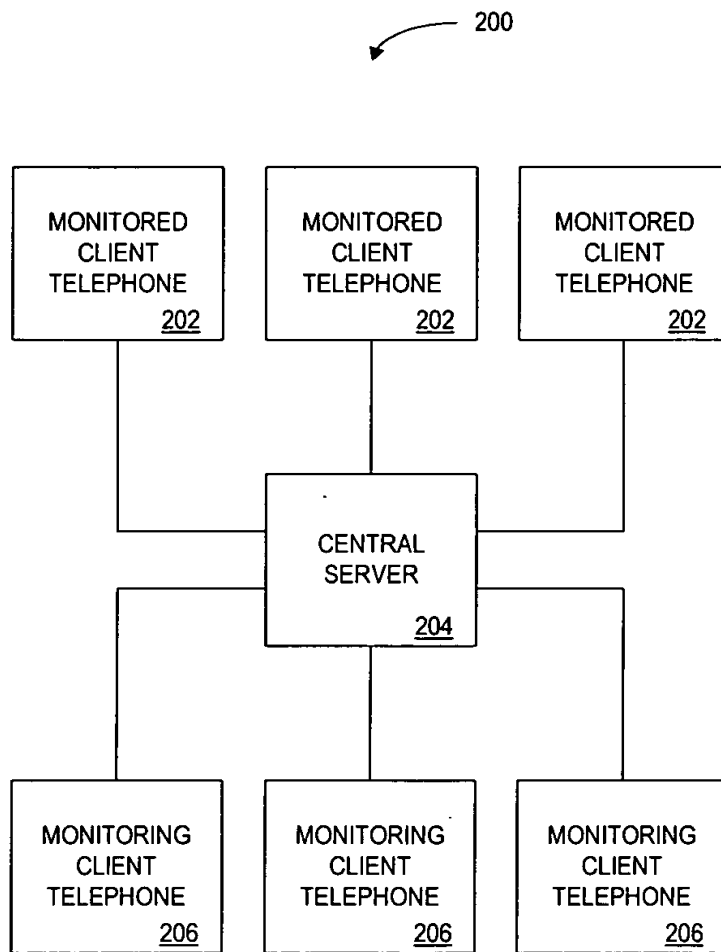 200
MONITORED
CLIENT
TELEPHONE
202
MONITORED
CLIENT
TELEPHONE
202
MONITORED
CLIENT
TELEPHONE
202
CENTRAL
SERVER
204
MONITORING
CLIENT
TELEPHONE
206
MONITORING
CLIENT
TELEPHONE
206
MONITORING
CLIENT
TELEPHONE
206